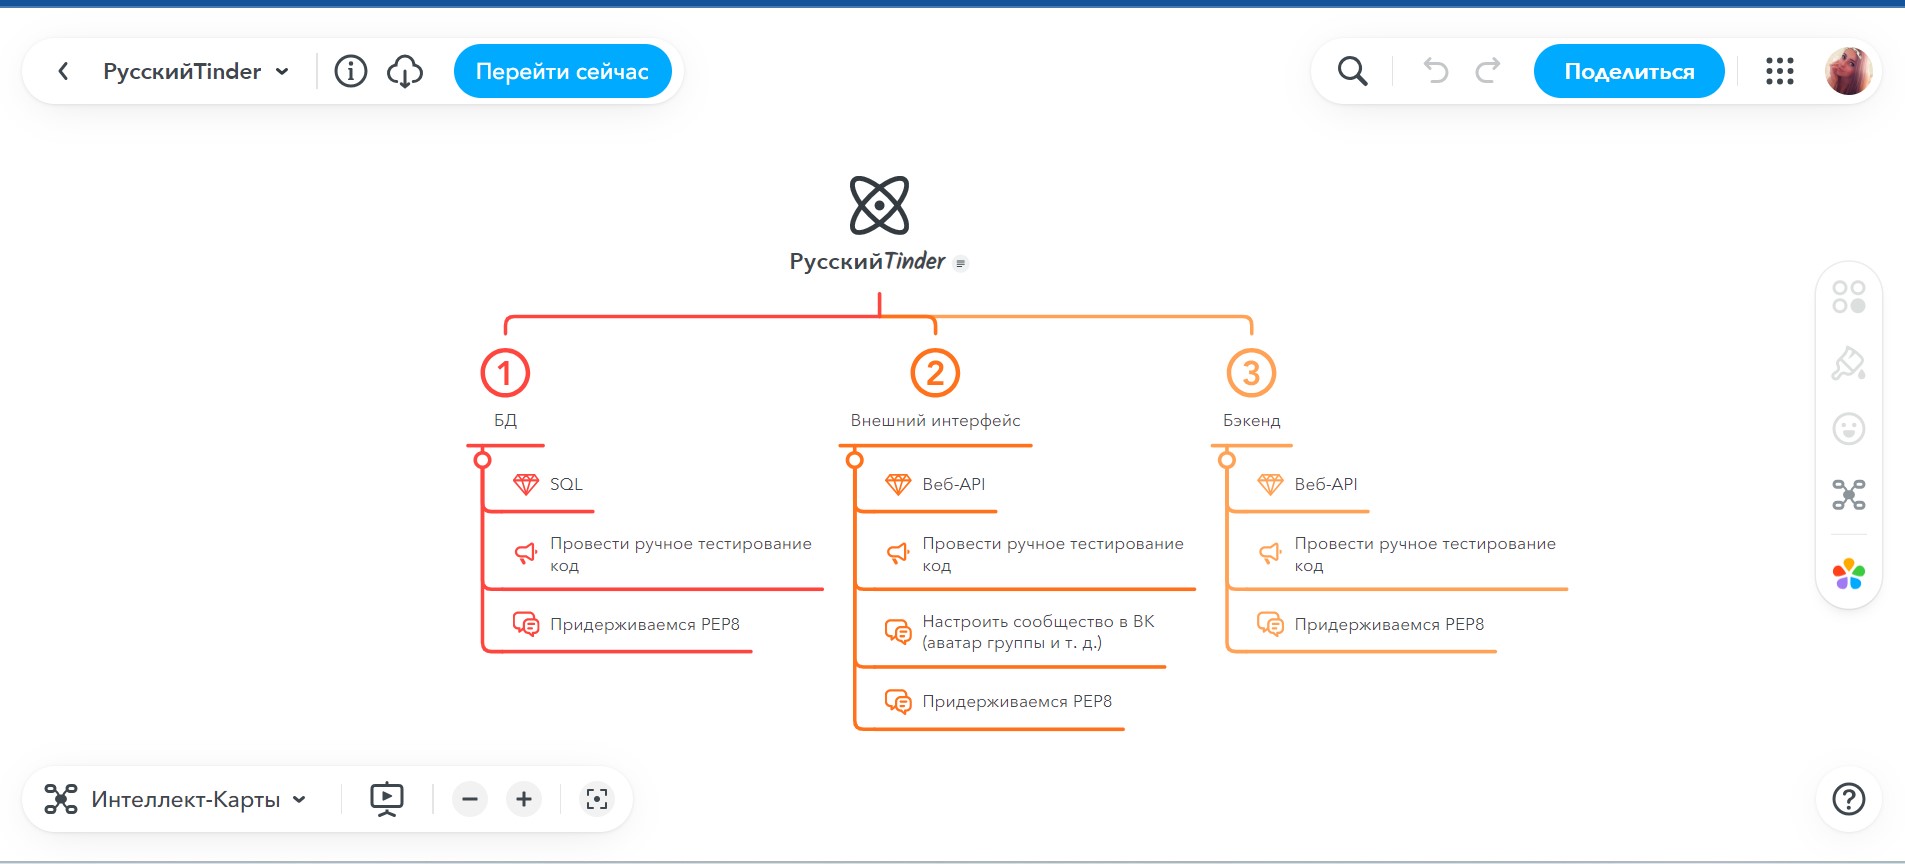 РусскийTinder
Перейти сейчас
Поделиться
РусскийTinder
1
БД
SQL
Провести ручное тестирование
код
Придерживаемся PEP8
2
Внешний интерфейс
Веб-API
Провести ручное тестирование
код
Настроить сообщество в ВК
(аватар группы и т. д.)
Придерживаемся PEP8
3
Бэкенд
Веб-API
Провести ручное тестирование
код
Придерживаемся PEP8
Интеллект-Карты